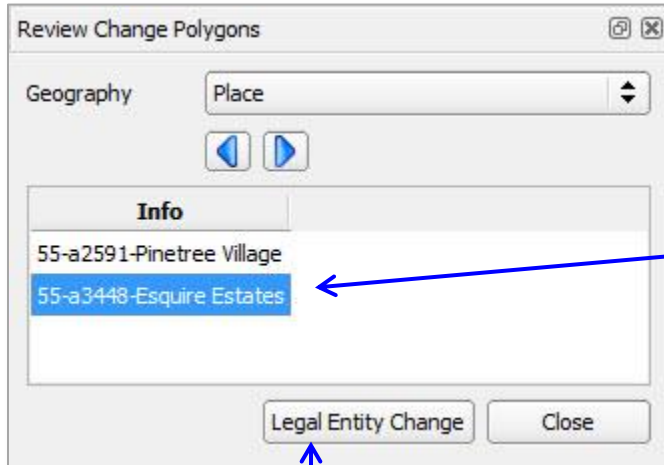 Review Change Polygons
Geography Place
Info
55-a2591-Pinetree Village
55-a3448-Esquire Estates
Legal Entity Change Close